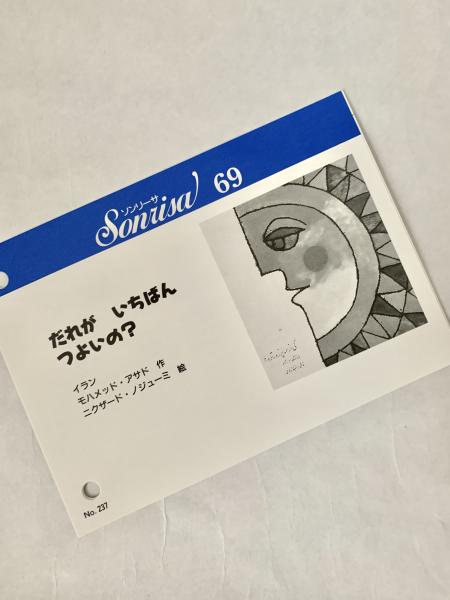 ソンリーサ
Sonrisa 69
だれが いちばん
つよいの?
イラン
モハメッド・アサド 作
ニクザード・ノジューミ 絵
No. 237